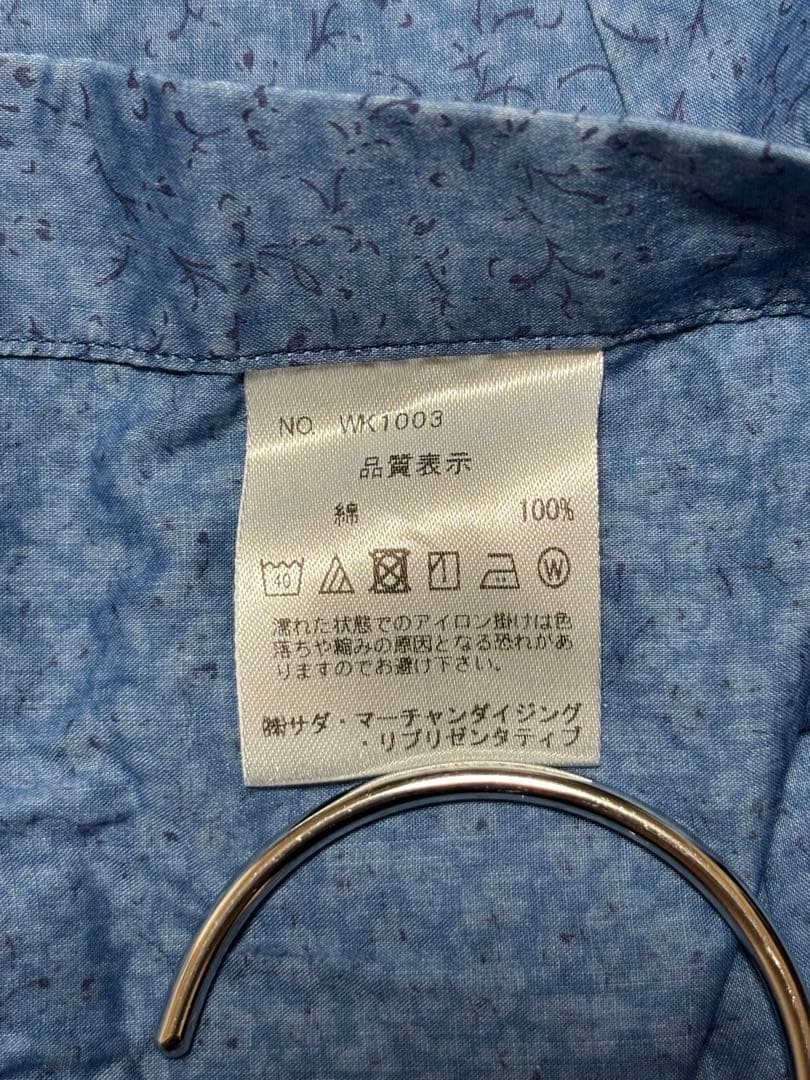 NO. WK1003
品質表示
綿 100%
40 W
濡れた状態でのアイロン掛けは色
落ちや縮みの原因となる恐れがあ
りますのでお避け下さい。
㈱サダ・マーチャンダイジング
・リプリゼンタティブ